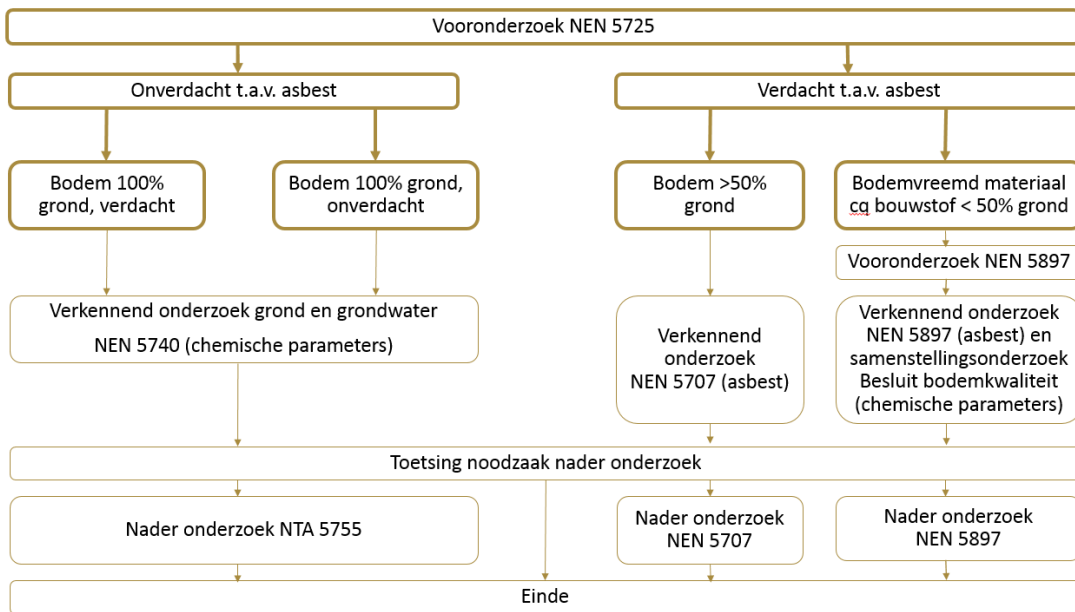 Vooronderzoek NEN 5725
Onverdacht t.a.v. asbest
Verdacht t.a.v. asbest
Bodem 100%
grond, verdacht
Bodem 100% grond,
onverdacht
Bodem >50%
grond
Bodemvreemd materiaal
cq bouwstof < 50% grond
Vooronderzoek NEN 5897
Verkennend onderzoek grond en grondwater
NEN 5740 (chemische parameters)
Verkennend
onderzoek
NEN 5707 (asbest)
Verkennend onderzoek
NEN 5897 (asbest) en
samenstellingsonderzoek
Besluit bodemkwaliteit
(chemische parameters)
Toetsing noodzaak nader onderzoek
Nader onderzoek NTA 5755
Nader onderzoek
NEN 5707
Nader onderzoek
NEN 5897
Einde